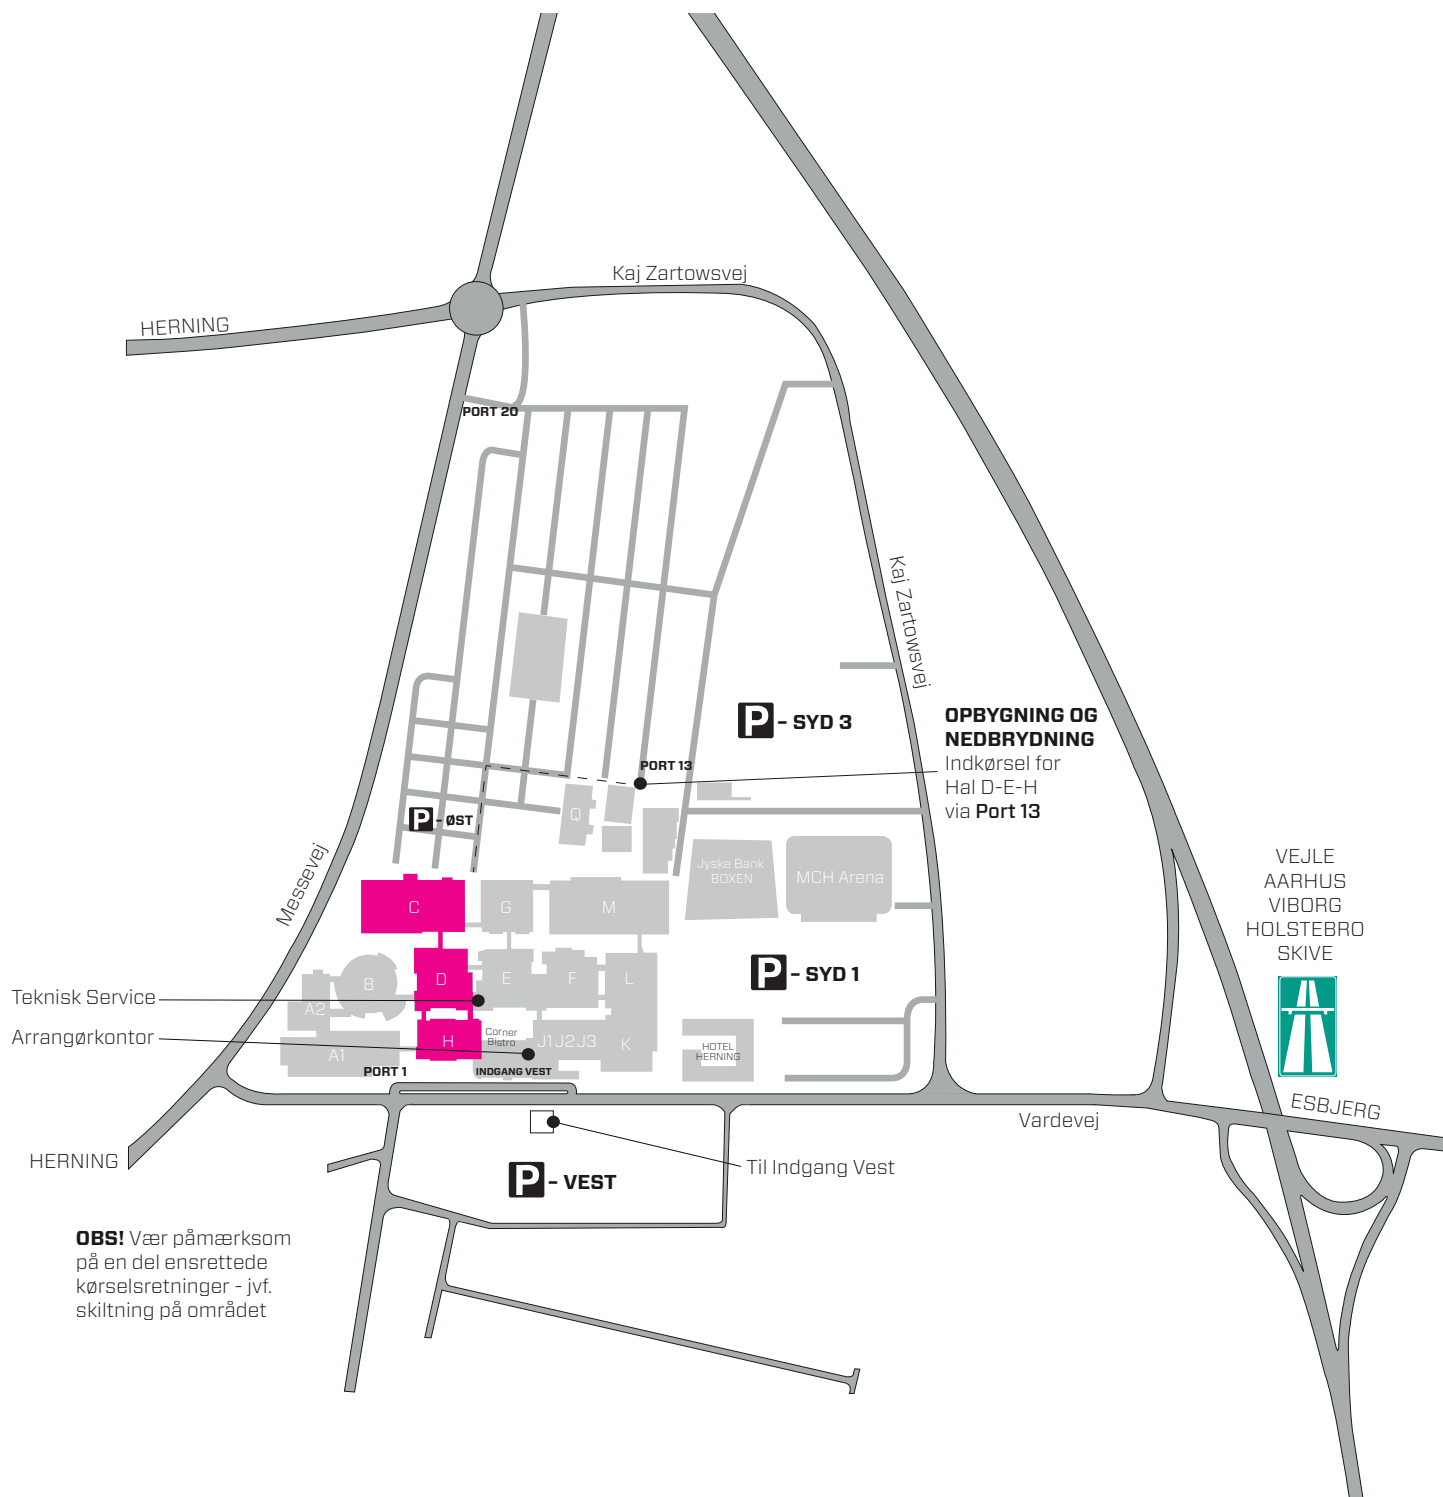 Kaj Zartowsvej
HERNING
PORT 20
Kaj Zartowsvej
P - SYD 3
OPBYGNING OG
NEDBRYDNING
Indkørsel for
Hal D-E-H
via Port 13
PORT 13
P - ØST
Q
Messevej
Jyske Bank
BOXEN
MCH Arena
VEJLE
AARHUS
VIBORG
HOLSTEBRO
SKIVE
C
G
M
P - SYD 1
B
D
E
F
L
Teknisk Service
A2
Arrangørkontor
A1
H
Corner
Bistro
J1 J2 J3
K
HOTEL
HERNING
PORT 1
INDGANG VEST
ESBJERG
Vardevej
HERNING
Til Indgang Vest
P - VEST
OBS! Vær påmærksom
på en del ensrettede
kørselsretninger - jvf.
skiltning på området